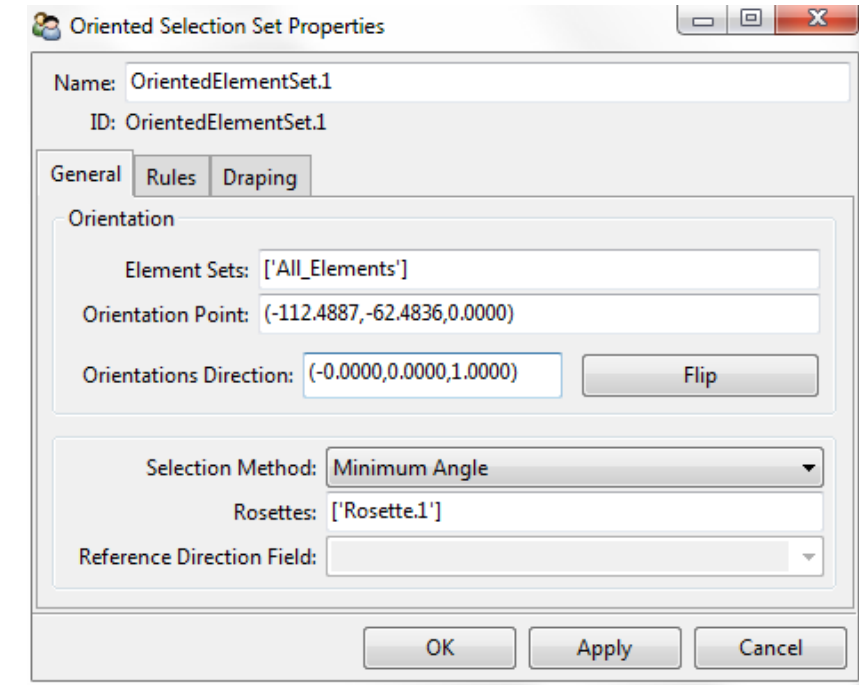 Oriented Selection Set Properties
Name: OrientedElementSet.1
ID: OrientedElementSet.1
General Rules Draping
Orientation
Element Sets: ['All_Elements']
Orientation Point: (-112.4887,-62.4836,0.0000)
Orientations Direction: (-0.0000,0.0000,1.0000) Flip
Selection Method: Minimum Angle
Rosettes: ['Rosette.1']
Reference Direction Field:
OK Apply Cancel